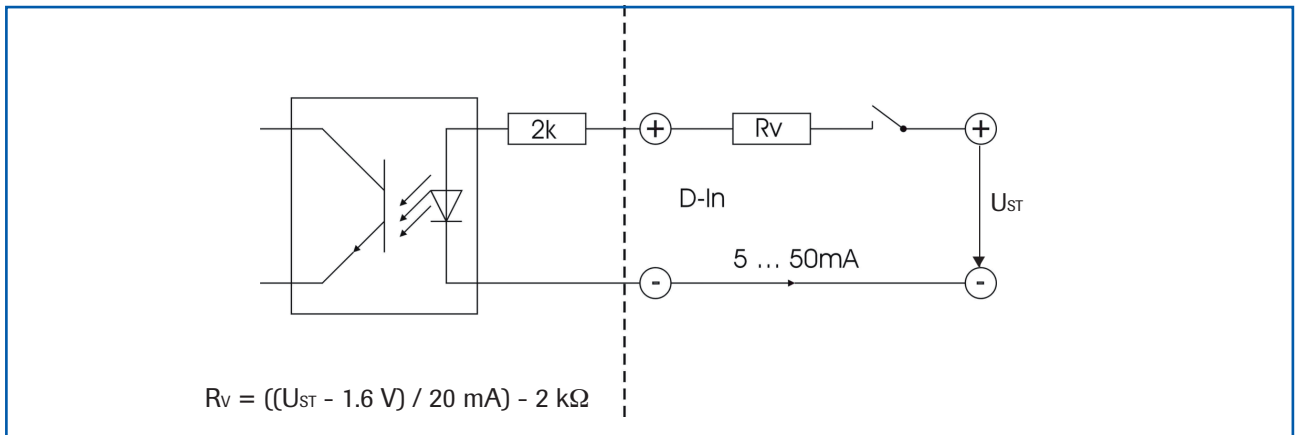 2k
+
Rv
+
D-In
UST
5 ... 50mA
-
-
RV = ((UST - 1.6 V) / 20 mA) - 2 kΩ